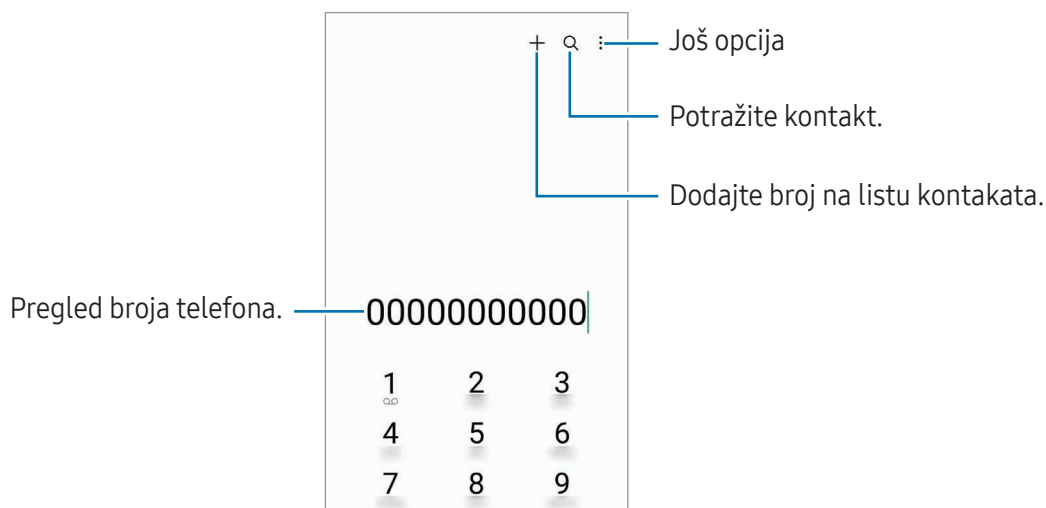 Još opcija
Potražite kontakt.
Dodajte broj na listu kontakata.
Pregled broja telefona.
00000000000
1 2 3
4 5 6
7 8 9